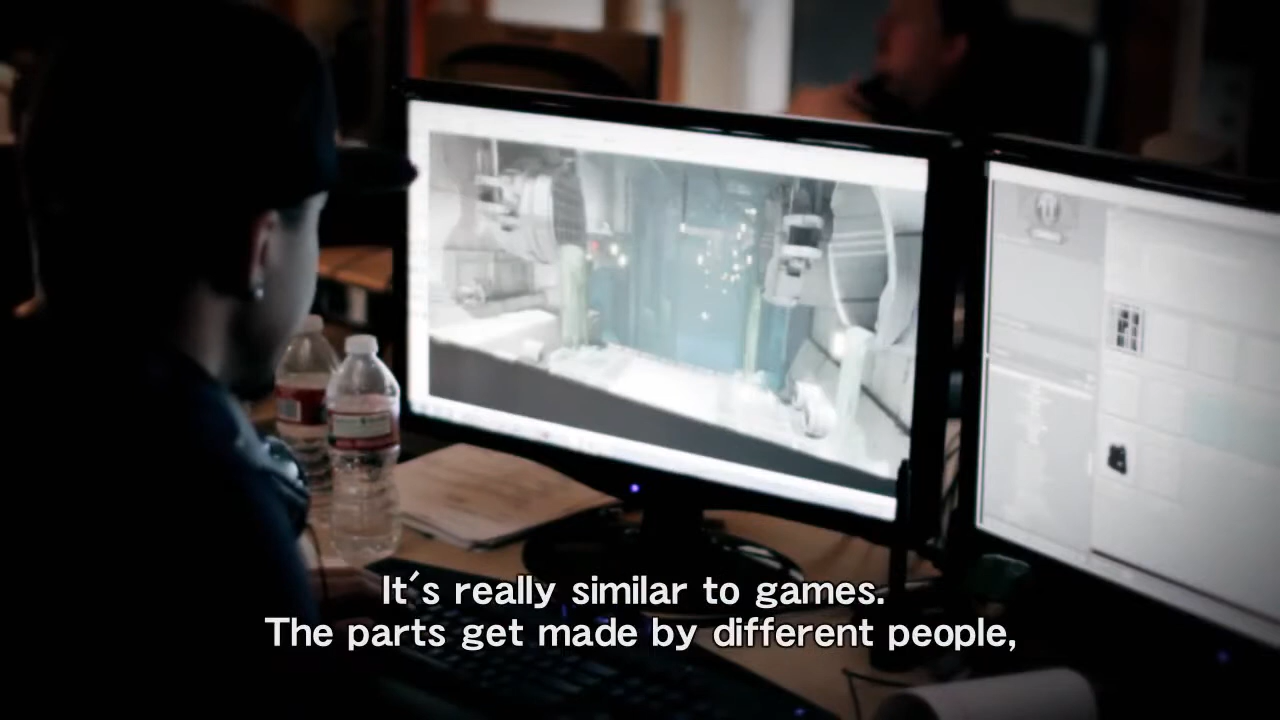 It's really similar to games.
The parts get made by different people,